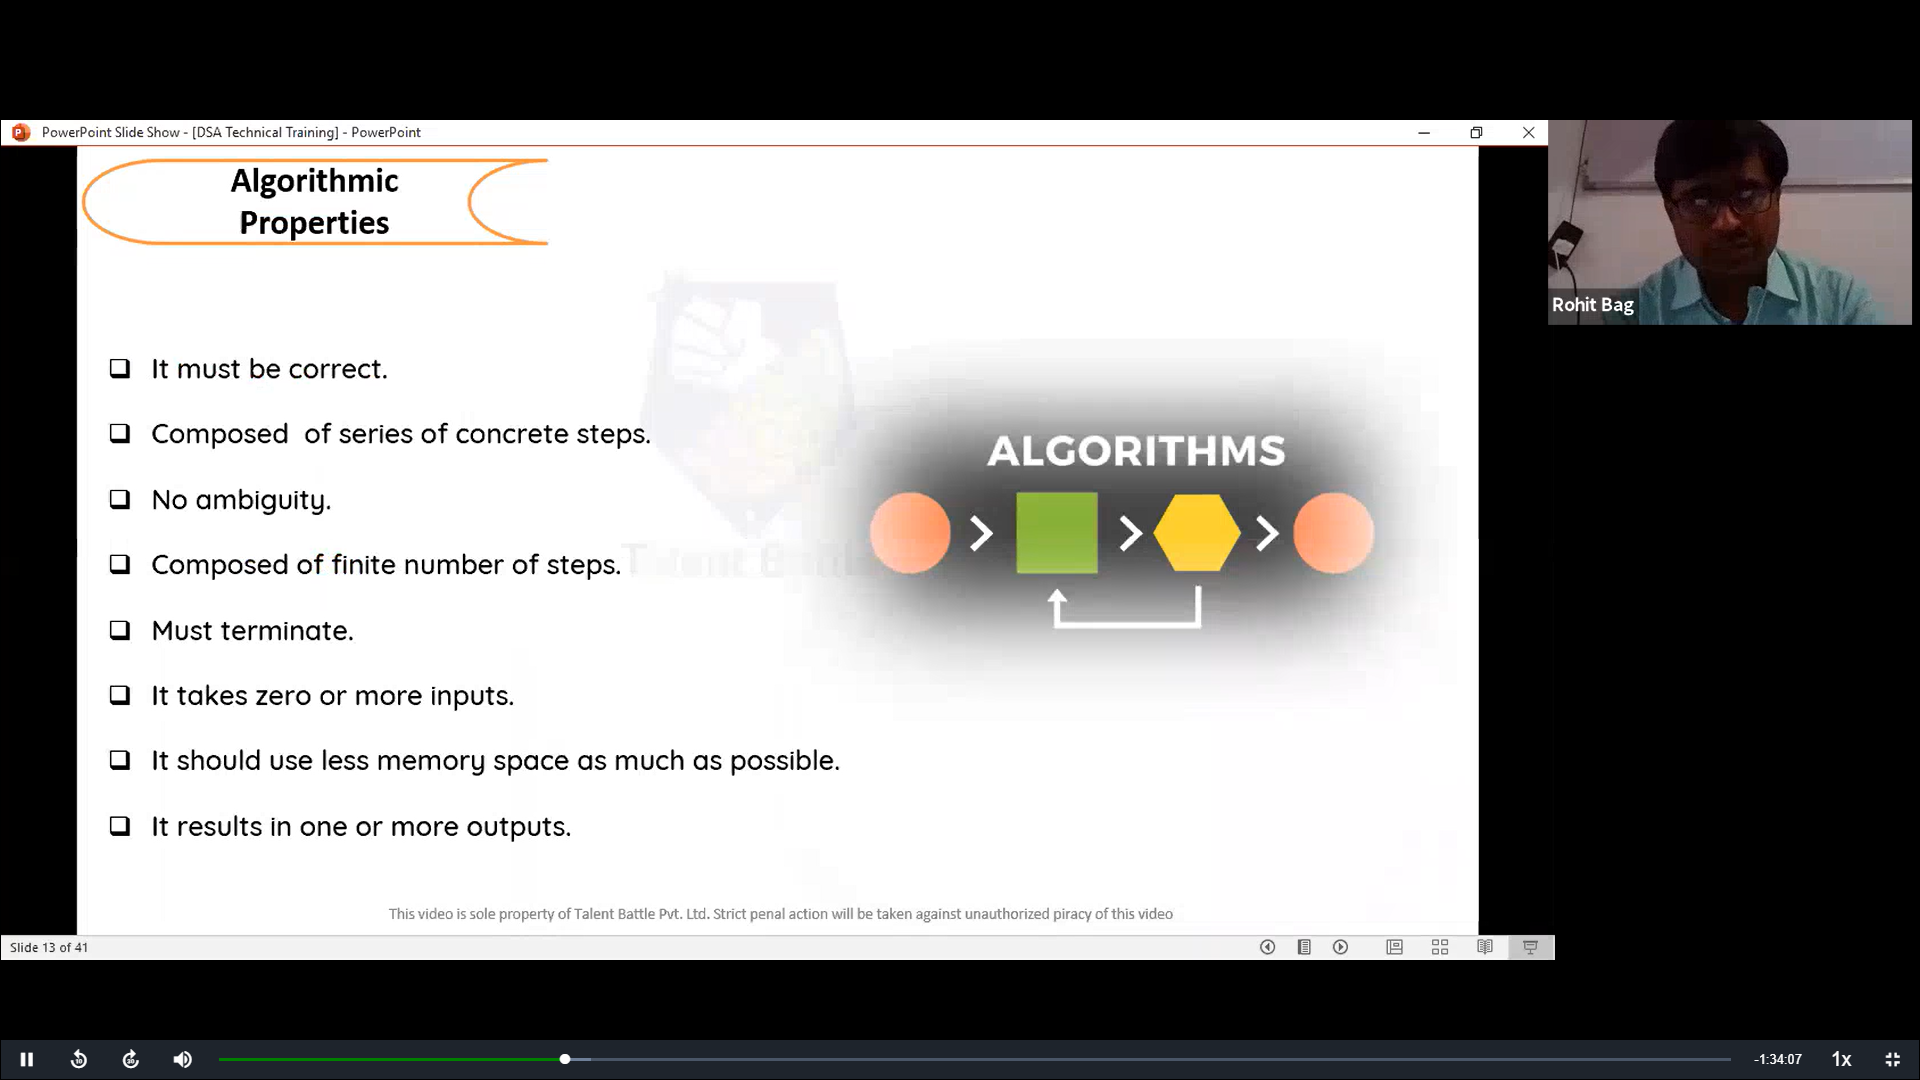 PowerPoint Slide Show - [DSA Technical Training] - PowerPoint
Algorithmic
Properties
Rohit Bag
It must be correct.
Composed of series of concrete steps.
No ambiguity.
Composed of finite number of steps.
Must terminate.
It takes zero or more inputs.
It should use less memory space as much as possible.
It results in one or more outputs.
ALGORITHMS
This video is sole property of Talent Battle Pvt. Ltd. Strict penal action will be taken against unauthorized piracy of this video
Slide 13 of 41
10
30
-1:34:07
1x